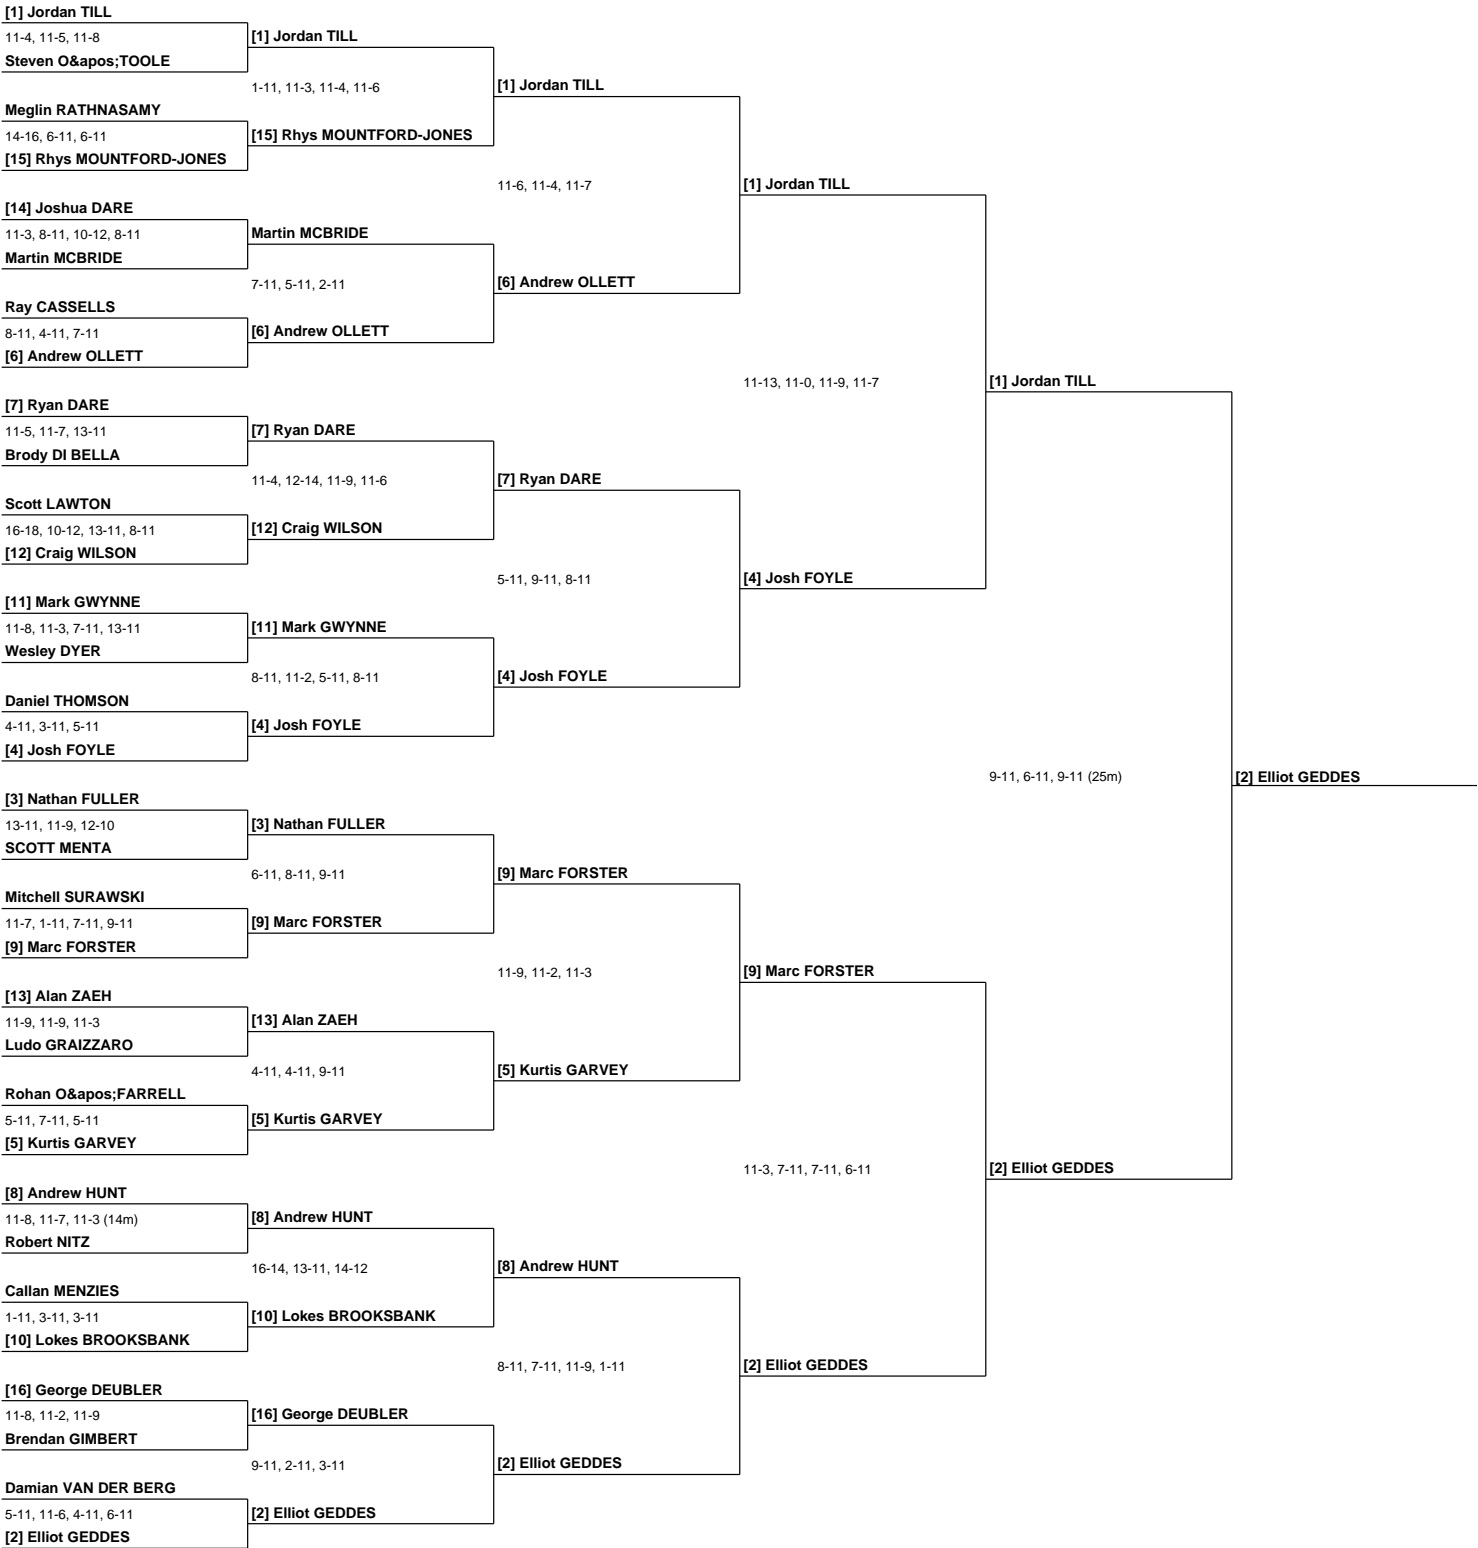 [1] Jordan TILL
11-4, 11-5, 11-8
Steven O&apos;TOOLE
Meglin RATHNASAMY
14-16, 6-11, 6-11
[15] Rhys MOUNTFORD-JONES
[14] Joshua DARE
11-3, 8-11, 10-12, 8-11
Martin MCBRIDE
Ray CASSELLS
8-11, 4-11, 7-11
[6] Andrew OLLETT
[7] Ryan DARE
11-5, 11-7, 13-11
Brody DI BELLA
Scott LAWTON
16-18, 10-12, 13-11, 8-11
[12] Craig WILSON
[11] Mark GWYNNE
11-8, 11-3, 7-11, 13-11
Wesley DYER
Daniel THOMSON
4-11, 3-11, 5-11
[4] Josh FOYLE
[3] Nathan FULLER
13-11, 11-9, 12-10
SCOTT MENTA
Mitchell SURAWSKI
11-7, 1-11, 7-11, 9-11
[9] Marc FORSTER
[13] Alan ZAEH
11-9, 11-9, 11-3
Ludo GRAIZZARO
Rohan O&apos;FARRELL
5-11, 7-11, 5-11
[5] Kurtis GARVEY
[8] Andrew HUNT
11-8, 11-7, 11-3 (14m)
Robert NITZ
Callan MENZIES
1-11, 3-11, 3-11
[10] Lokes BROOKSBANK
[16] George DEUBLER
11-8, 11-2, 11-9
Brendan GIMBERT
Damian VAN DER BERG
5-11, 11-6, 4-11, 6-11
[2] Elliot GEDDES
[1] Jordan TILL
1-11, 11-3, 11-4, 11-6
[15] Rhys MOUNTFORD-JONES
Martin MCBRIDE
7-11, 5-11, 2-11
[6] Andrew OLLETT
[7] Ryan DARE
11-4, 12-14, 11-9, 11-6
[12] Craig WILSON
[11] Mark GWYNNE
8-11, 11-2, 5-11, 8-11
[4] Josh FOYLE
[3] Nathan FULLER
6-11, 8-11, 9-11
[9] Marc FORSTER
[13] Alan ZAEH
4-11, 4-11, 9-11
[5] Kurtis GARVEY
[8] Andrew HUNT
16-14, 13-11, 14-12
[10] Lokes BROOKSBANK
[16] George DEUBLER
9-11, 2-11, 3-11
[2] Elliot GEDDES
[1] Jordan TILL
11-6, 11-4, 11-7
[6] Andrew OLLETT
[7] Ryan DARE
5-11, 9-11, 8-11
[4] Josh FOYLE
[9] Marc FORSTER
11-9, 11-2, 11-3
[5] Kurtis GARVEY
[8] Andrew HUNT
8-11, 7-11, 11-9, 1-11
[2] Elliot GEDDES
[1] Jordan TILL
11-13, 11-0, 11-9, 11-7
[4] Josh FOYLE
[9] Marc FORSTER
11-3, 7-11, 7-11, 6-11
[2] Elliot GEDDES
[1] Jordan TILL
9-11, 6-11, 9-11 (25m)
[2] Elliot GEDDES
[2] Elliot GEDDES